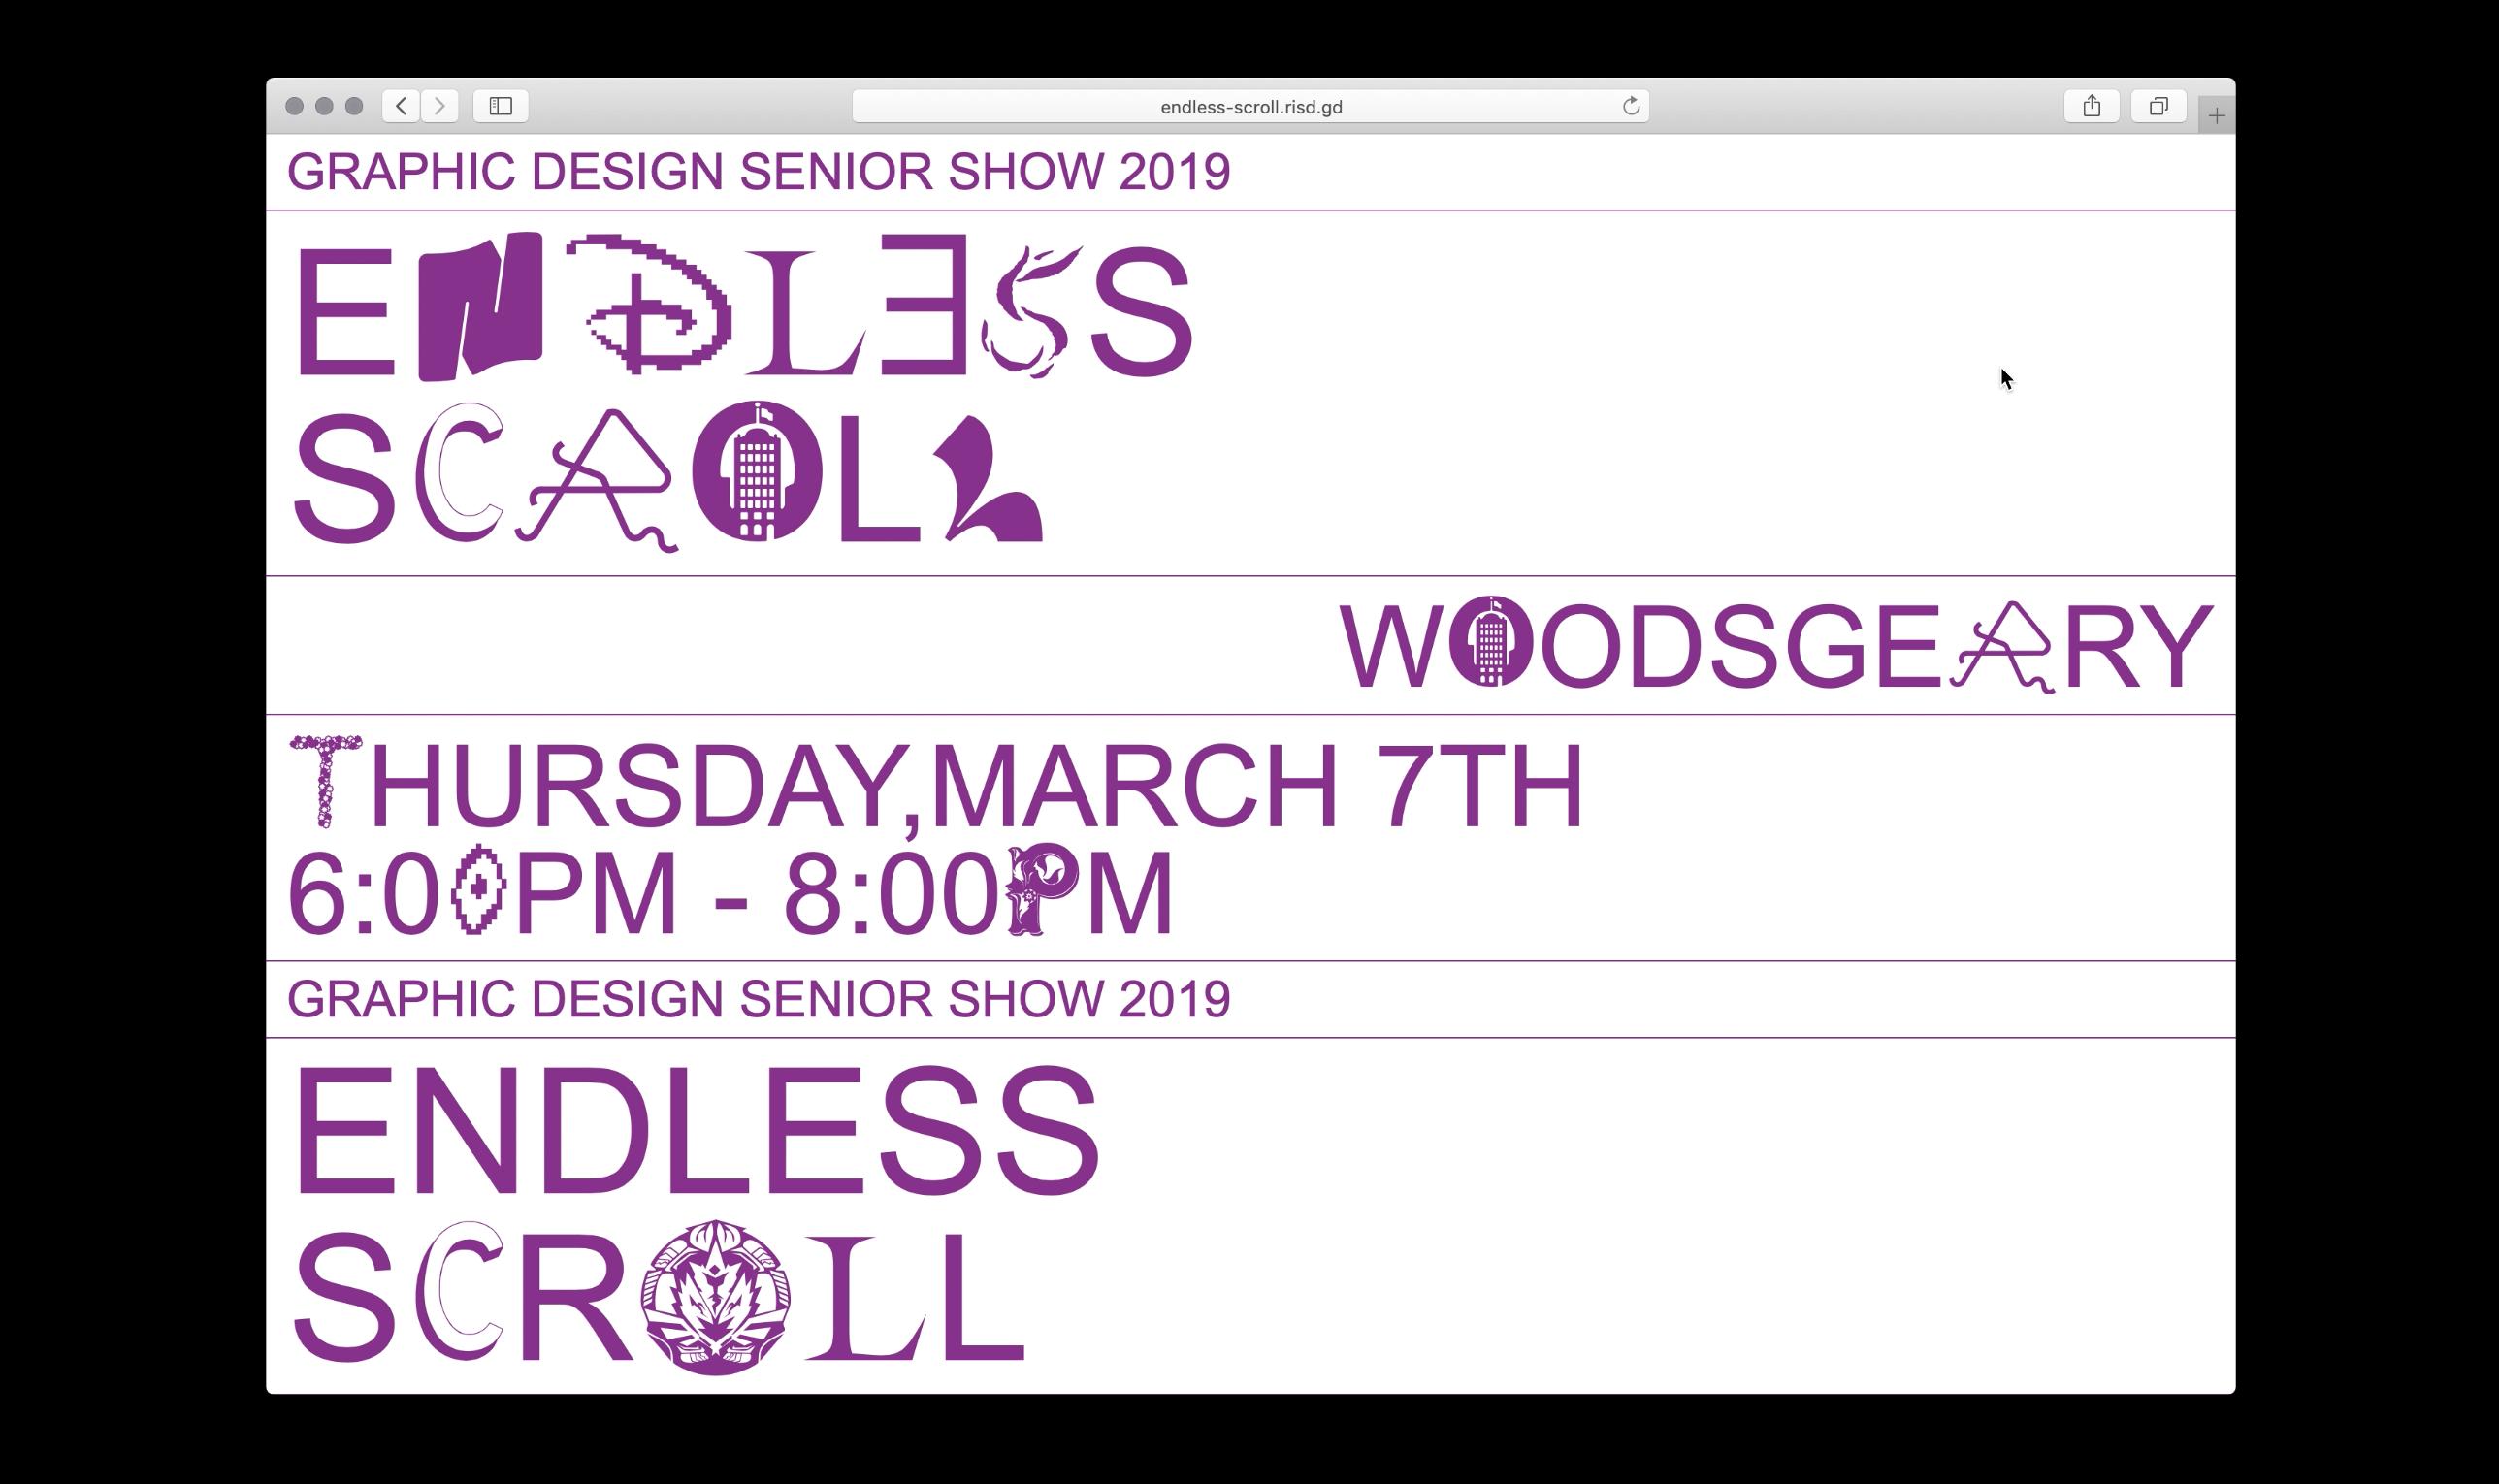 endless-scroll.risd.gd
GRAPHIC DESIGN SENIOR SHOW 2019
ENDLESS
SCROLL
WOODSGEARY
THURSDAY,MARCH 7TH
6:00PM - 8:00PM
GRAPHIC DESIGN SENIOR SHOW 2019
ENDLESS
SCROLL